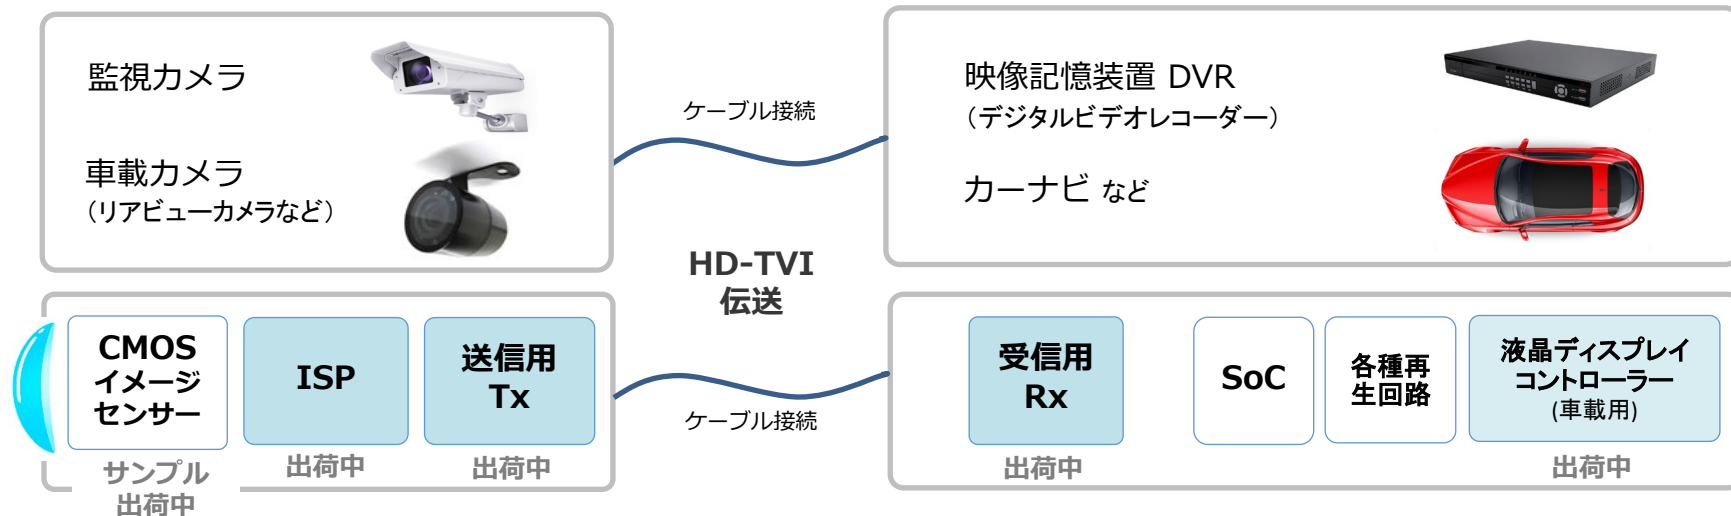 監視カメラ
車載カメラ
（リアビューカメラなど）
ケーブル接続
映像記憶装置 DVR
（デジタルビデオレコーダー）
カーナビ など
HD-TVI
伝送
CMOS
イメージ
センサー
サンプル
出荷中
ISP
出荷中
送信用
Tx
出荷中
ケーブル接続
受信用
Rx
出荷中
SoC
各種再
生回路
液晶ディスプレイ
コントローラー
(車載用)
出荷中